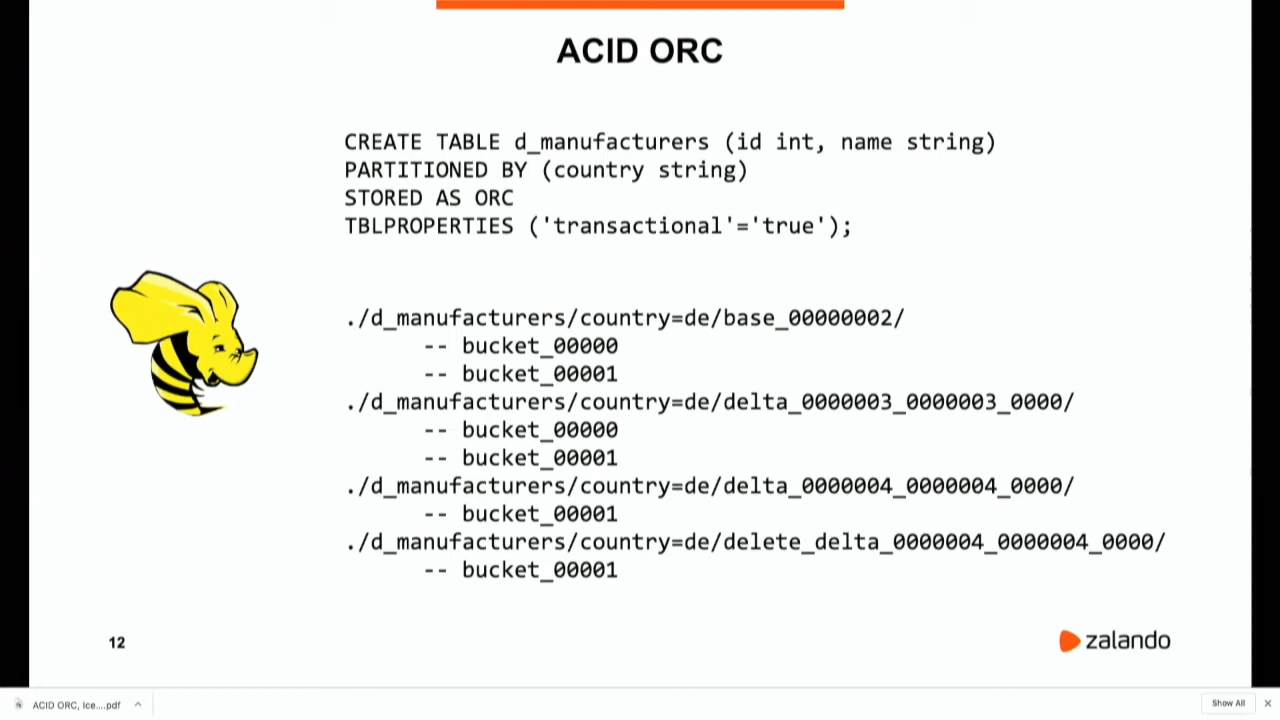 ACID ORC
CREATE TABLE d_manufacturers (id int, name string)
PARTITIONED BY (country string)
STORED AS ORC
TBLPROPERTIES ('transactional'='true');
./d_manufacturers/country=de/base_00000002/
-- bucket_00000
-- bucket_00001
./d_manufacturers/country=de/delta_0000003_0000003_0000/
-- bucket_00000
-- bucket_00001
./d_manufacturers/country=de/delta_0000004_0000004_0000/
-- bucket_00001
./d_manufacturers/country=de/delete_delta_0000004_0000004_0000/
-- bucket_00001
12
zalando
ACID ORC, Ice....pdf
Show All